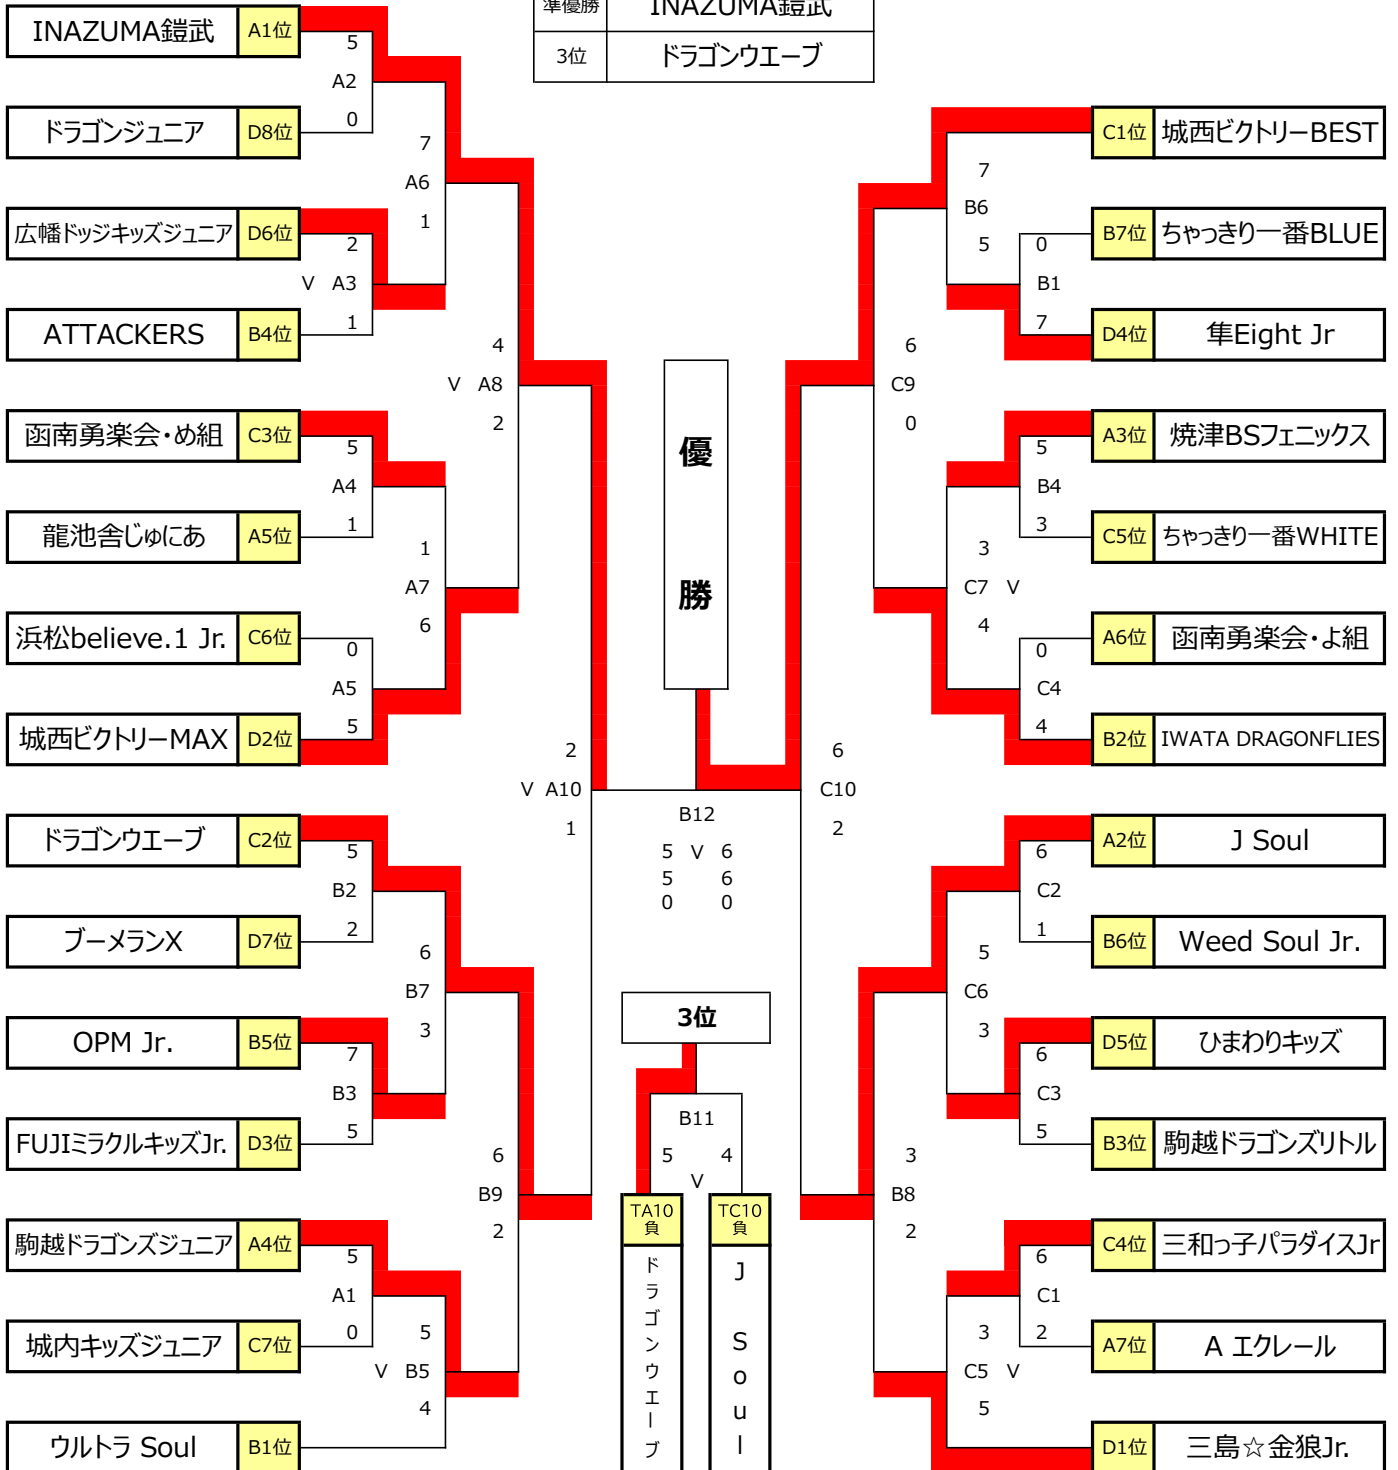 準優勝 INAZUMA鎧武
3位 ドラゴンウエーブ
INAZUMA鎧武 A1位
5
A2
0
ドラゴンジュニア D8位
7
A6
1
広幡ドッジキッズジュニア D6位
2
V A3
1
ATTACKERS B4位
4
V A8
2
函南勇楽会・め組 C3位
5
A4
1
龍池舎じゅにあ A5位
1
A7
6
浜松believe.1 Jr. C6位
0
A5
5
城西ビクトリーMAX D2位
2
V A10
1
ドラゴンウエーブ C2位
5
B2
2
ブーメランX D7位
6
B7
3
OPM Jr. B5位
7
B3
5
FUJIミラクルキッズJr. D3位
6
B9
2
駒越ドラゴンズジュニア A4位
5
A1
0
城内キッズジュニア C7位
5
V B5
4
ウルトラ Soul B1位
優
勝
B12
5 V 6
5 6
0 0
3位
B11
5 4
V
TA10
負
ドラゴンウエーブ
TC10
負
J Soul
C1位 城西ビクトリーBEST
7
B6
5
B7位 ちゃっきり一番BLUE
0
B1
7
D4位 隼Eight Jr
6
C9
0
A3位 焼津BSフェニックス
5
B4
3
C5位 ちゃっきり一番WHITE
3
C7 V
4
A6位 函南勇楽会・よ組
0
C4
4
B2位 IWATA DRAGONFLIES
6
C10
2
A2位 J Soul
6
C2
1
B6位 Weed Soul Jr.
5
C6
3
D5位 ひまわりキッズ
6
C3
5
B3位 駒越ドラゴンズリトル
3
B8
2
C4位 三和っ子パラダイスJr
6
C1
2
A7位 A エクレール
3
C5 V
5
D1位 三島☆金狼Jr.